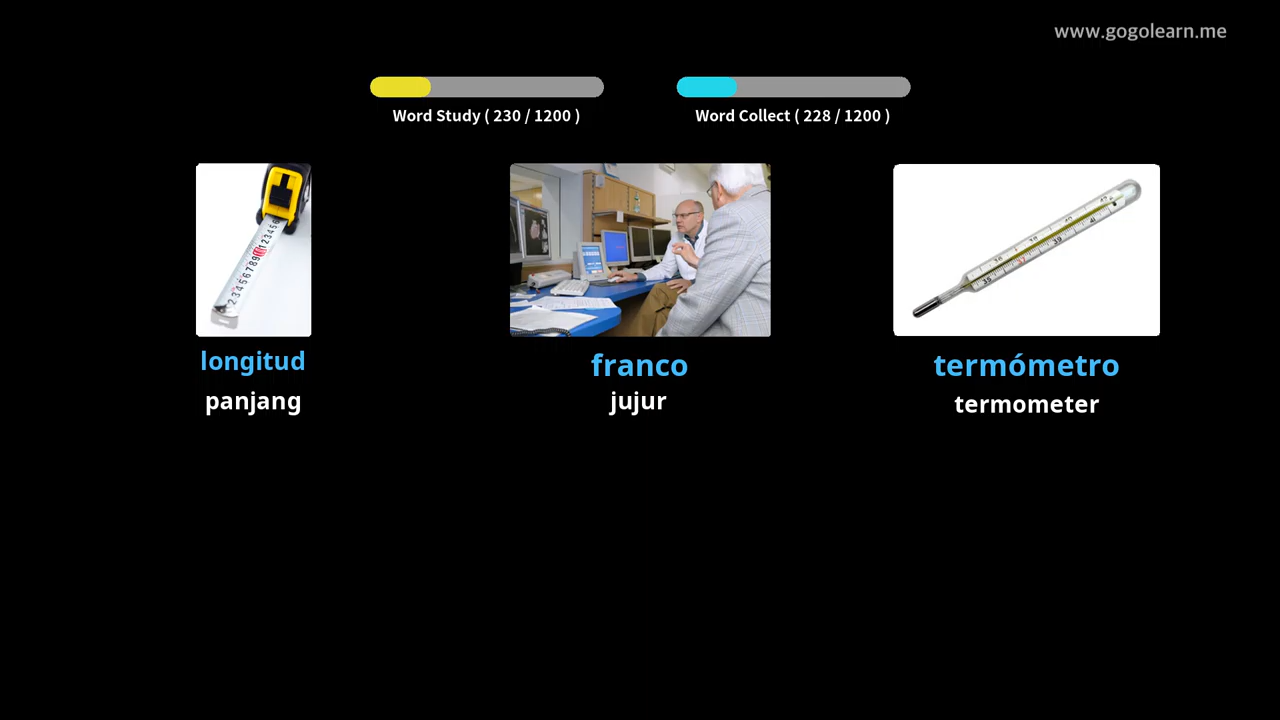 www.gogolearn.me
Word Study ( 230 / 1200 )
Word Collect ( 228 / 1200 )
longitud
panjang
franco
jujur
termómetro
termometer